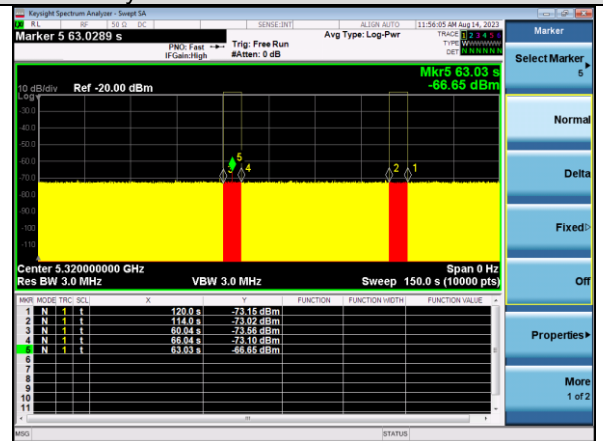 Keysight Spectrum Analyzer - Swept SA
RL RF 50 Ω DC SENSE:INT ALIGN AUTO 11:56:05 AM Aug 14, 2023
Marker 5 63.0289 s
PNO: Fast
IFGain:High
Trig: Free Run
#Atten: 0 dB
Avg Type: Log-Pwr
TRACE 1 2 3 4 5 6
TYPE WWWWWW
DET N N N N N N
Mkr5 63.03 s
-66.65 dBm
10 dB/div Ref -20.00 dBm
Log
-30.0
-40.0
-50.0
-60.0
-70.0
-80.0
-90.0
-100
-110
5
3 4 2 1
Center 5.320000000 GHz Span 0 Hz
Res BW 3.0 MHz VBW 3.0 MHz Sweep 150.0 s (10000 pts)
MKR MODE TRC SCL X Y FUNCTION FUNCTION WIDTH FUNCTION VALUE
1 N 1 t 120.0 s -73.15 dBm
2 N 1 t 114.0 s -73.02 dBm
3 N 1 t 60.04 s -73.56 dBm
4 N 1 t 66.04 s -73.10 dBm
5 N 1 t 63.03 s -66.65 dBm
6
7
8
9
10
11
MSG STATUS
Marker
Select Marker
5
Normal
Delta
Fixed
Off
Properties
More
1 of 2